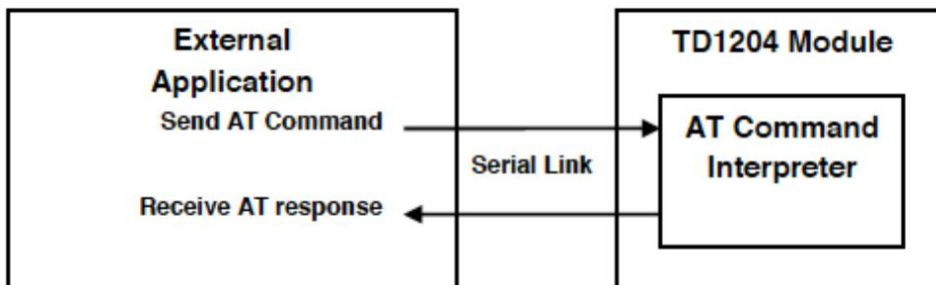 External
Application
Send AT Command
Receive AT response
Serial Link
TD1204 Module
AT Command
Interpreter